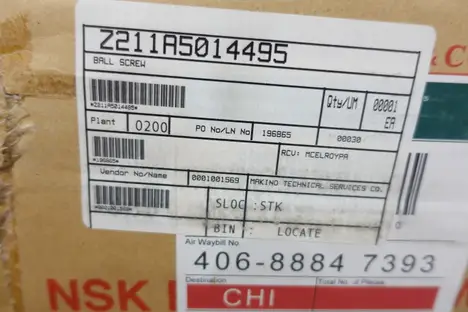 Z211A5014495
BALL SCREW
*Z211A5014495*
Qty/UM 00001
EA
Plant 0200 PO No/LN No 196865 00030
*196865*
RCV: MCELROYPA
Vendor No/Name 0001001569 MAKINO TECHNICAL SERVICES CO.
*0001001569*
SLOC :STK
BIN : LOCATE
& C
Air Waybill No.
406-8884 7393
Destination
Total No. of Pieces
NSK
CHI